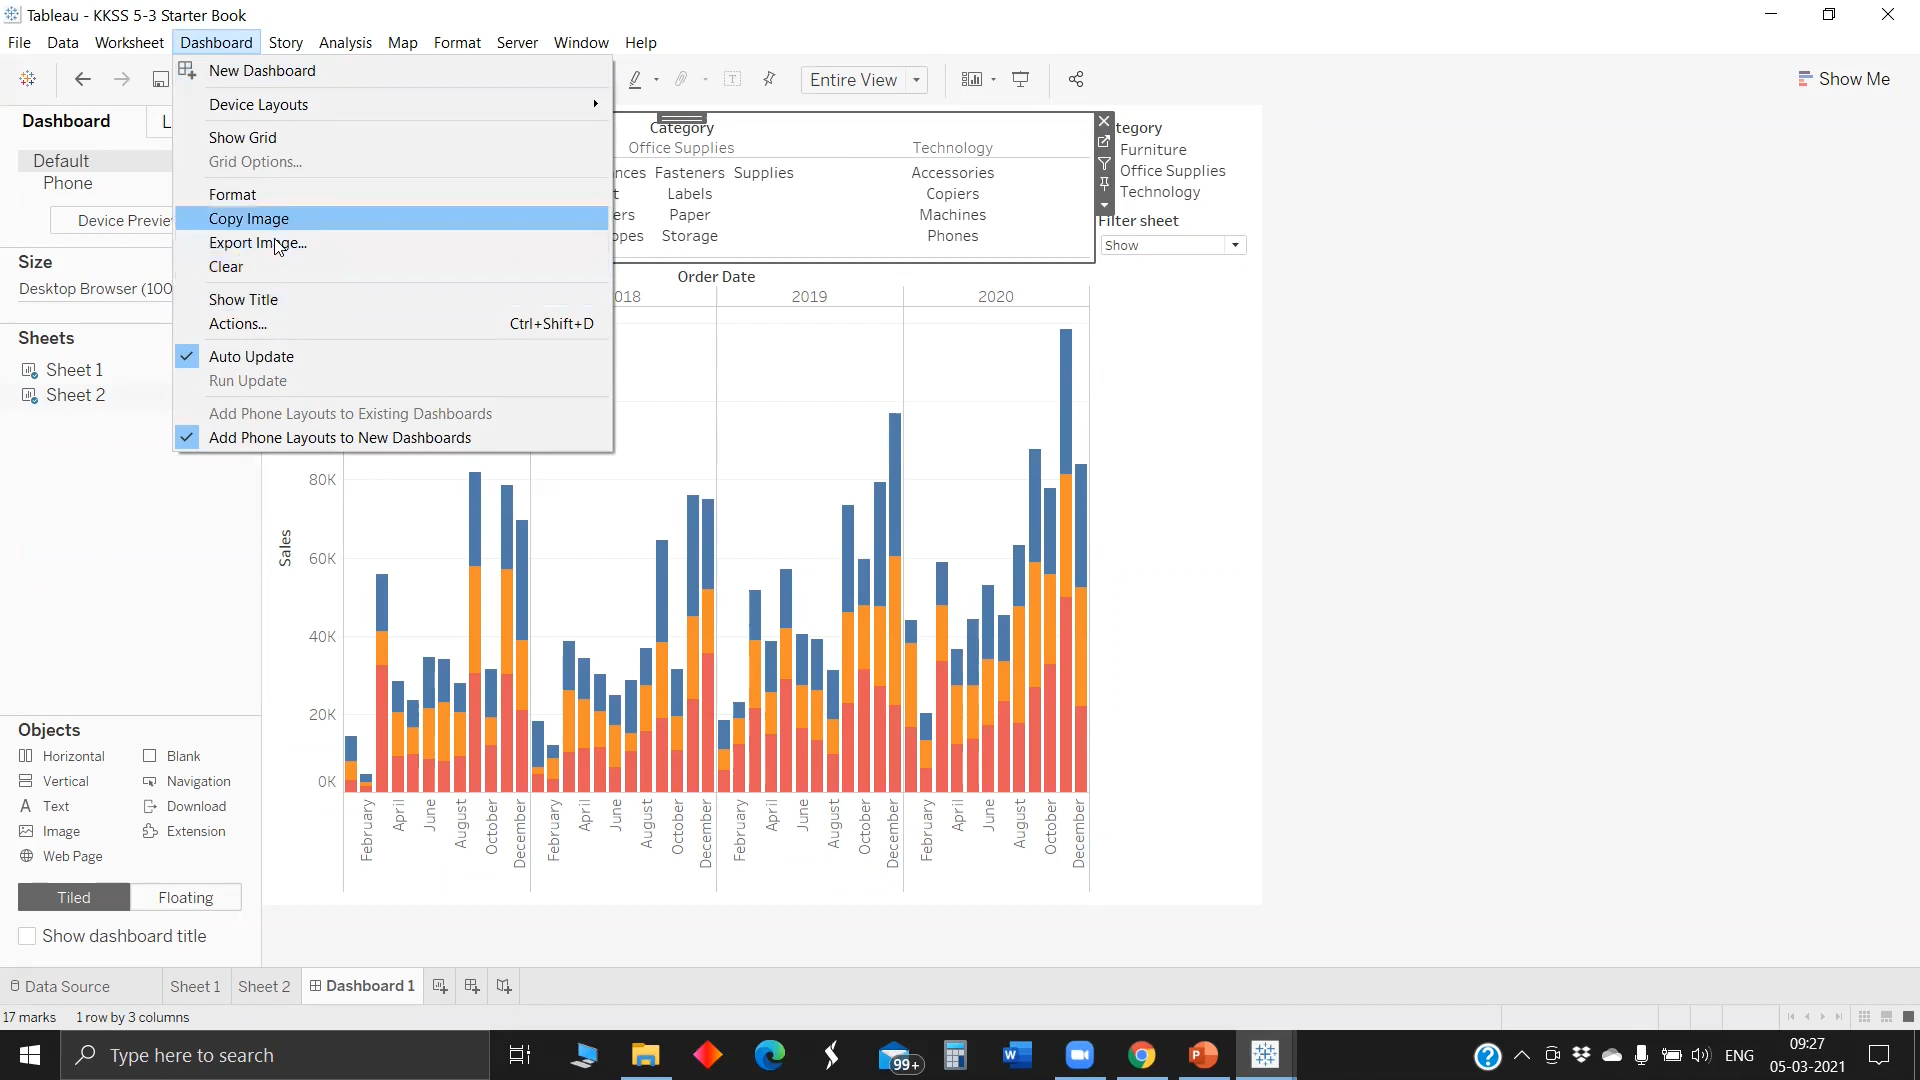 Tableau - KKSS 5-3 Starter Book
File Data Worksheet Dashboard Story Analysis Map Format Server Window Help
Entire View
Show Me
New Dashboard
Device Layouts
Show Grid
Grid Options...
Format
Copy Image
Export Image...
Clear
Show Title
Actions... Ctrl+Shift+D
Auto Update
Run Update
Add Phone Layouts to Existing Dashboards
Add Phone Layouts to New Dashboards
Dashboard L
Default
Phone
Device Previe
Size
Desktop Browser (100
Sheets
Sheet 1
Sheet 2
Objects
Horizontal Blank
Vertical Navigation
Text Download
Image Extension
Web Page
Tiled Floating
Show dashboard title
Category
Office Supplies Technology
nces Fasteners Supplies Accessories
t Labels Copiers
ers Paper Machines
opes Storage Phones
tegory
Furniture
Office Supplies
Technology
Filter sheet
Show
Order Date
018 2019 2020
Sales
80K
60K
40K
20K
0K
February April June August October December February April June August October December February April June August October December February April June August October December
Data Source Sheet 1 Sheet 2 Dashboard 1
17 marks 1 row by 3 columns
Type here to search
99+
ENG
09:27
05-03-2021